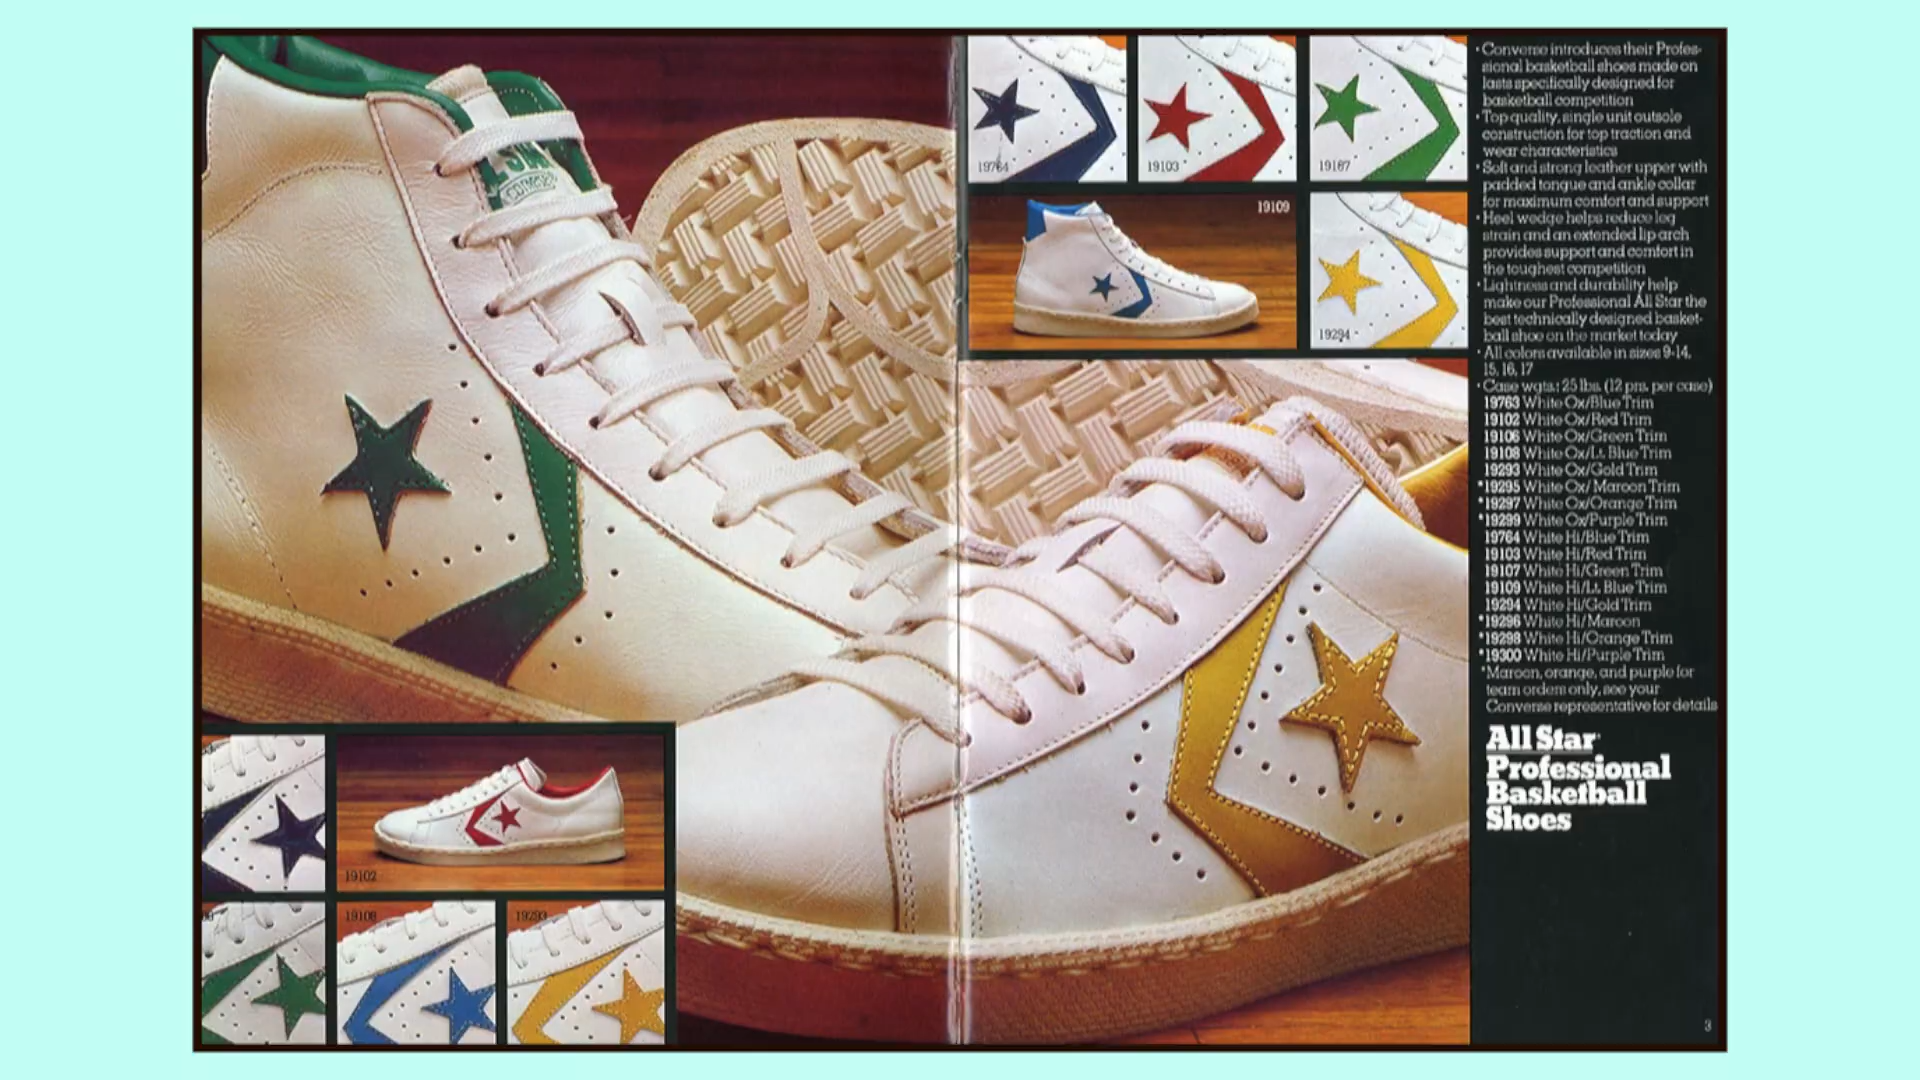 CONVERSE
19764
19103
19167
19109
19294
19102
19108
19293
· Converse introduces their Profes-
sional basketball shoes made on
lasts specifically designed for
basketball competition
· Top quality, single unit outsole
construction for top traction and
wear characteristics
· Soft and strong leather upper with
padded tongue and ankle collar
for maximum comfort and support
· Heel wedge helps reduce leg
strain and an extended lip arch
provides support and comfort in
the toughest competition
· Lightness and durability help
make our Professional All Star the
best technically designed basket-
ball shoe on the market today
· All colors available in sizes 9-14,
15, 16, 17
· Case wgts.: 25 lbs. (12 prs. per case)
19763 White Ox/Blue Trim
19102 White Ox/Red Trim
19106 White Ox/Green Trim
19108 White Ox/Lt. Blue Trim
19293 White Ox/Gold Trim
*19295 White Ox/ Maroon Trim
*19297 White Ox/Orange Trim
*19299 White Ox/Purple Trim
19764 White Hi/Blue Trim
19103 White Hi/Red Trim
19107 White Hi/Green Trim
19109 White Hi/Lt. Blue Trim
19294 White Hi/Gold Trim
*19296 White Hi/Maroon
*19298 White Hi/Orange Trim
*19300 White Hi/Purple Trim
*Maroon, orange, and purple for
team orders only, see your
Converse representative for details
All Star
Professional
Basketball
Shoes
3